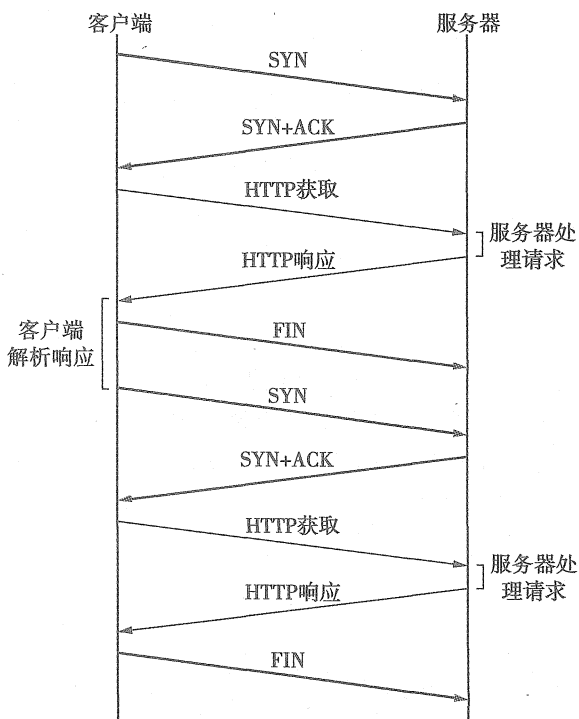 客户端
服务器
SYN
SYN+ACK
HTTP获取
服务器处
理请求
HTTP响应
客户端
解析响应
FIN
SYN
SYN+ACK
HTTP获取
服务器处
理请求
HTTP响应
FIN